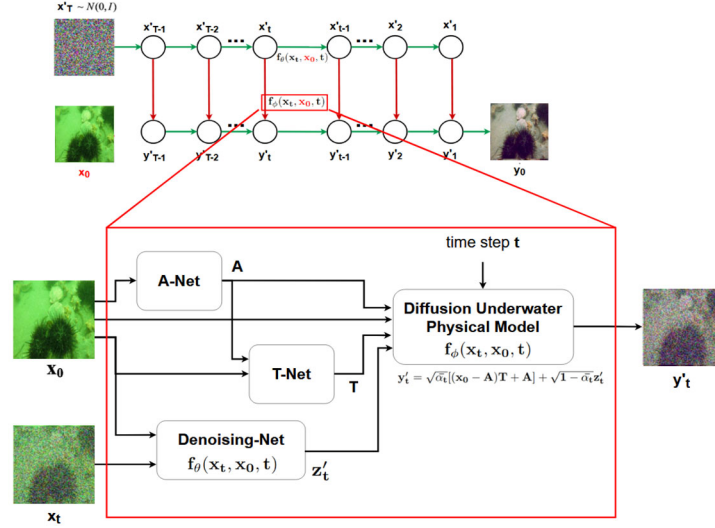 x'T ~ N(0,I)
x'T-1 x'T-2 ... x't x't-1 ... x'2 x'1
fθ(xt, x0, t)
fϕ(xt, x0, t)
... ...
y'T-1 y'T-2 y't y't-1 y'2 y'1
x0
y0
time step t
A-Net
A
Diffusion Underwater
Physical Model
fϕ(xt, x0, t)
x0
T-Net
T
y't = √ᾱt[(x0 − A)T + A] + √1 − ᾱt z't
y't
Denoising-Net
fθ(xt, x0, t)
z't
xt